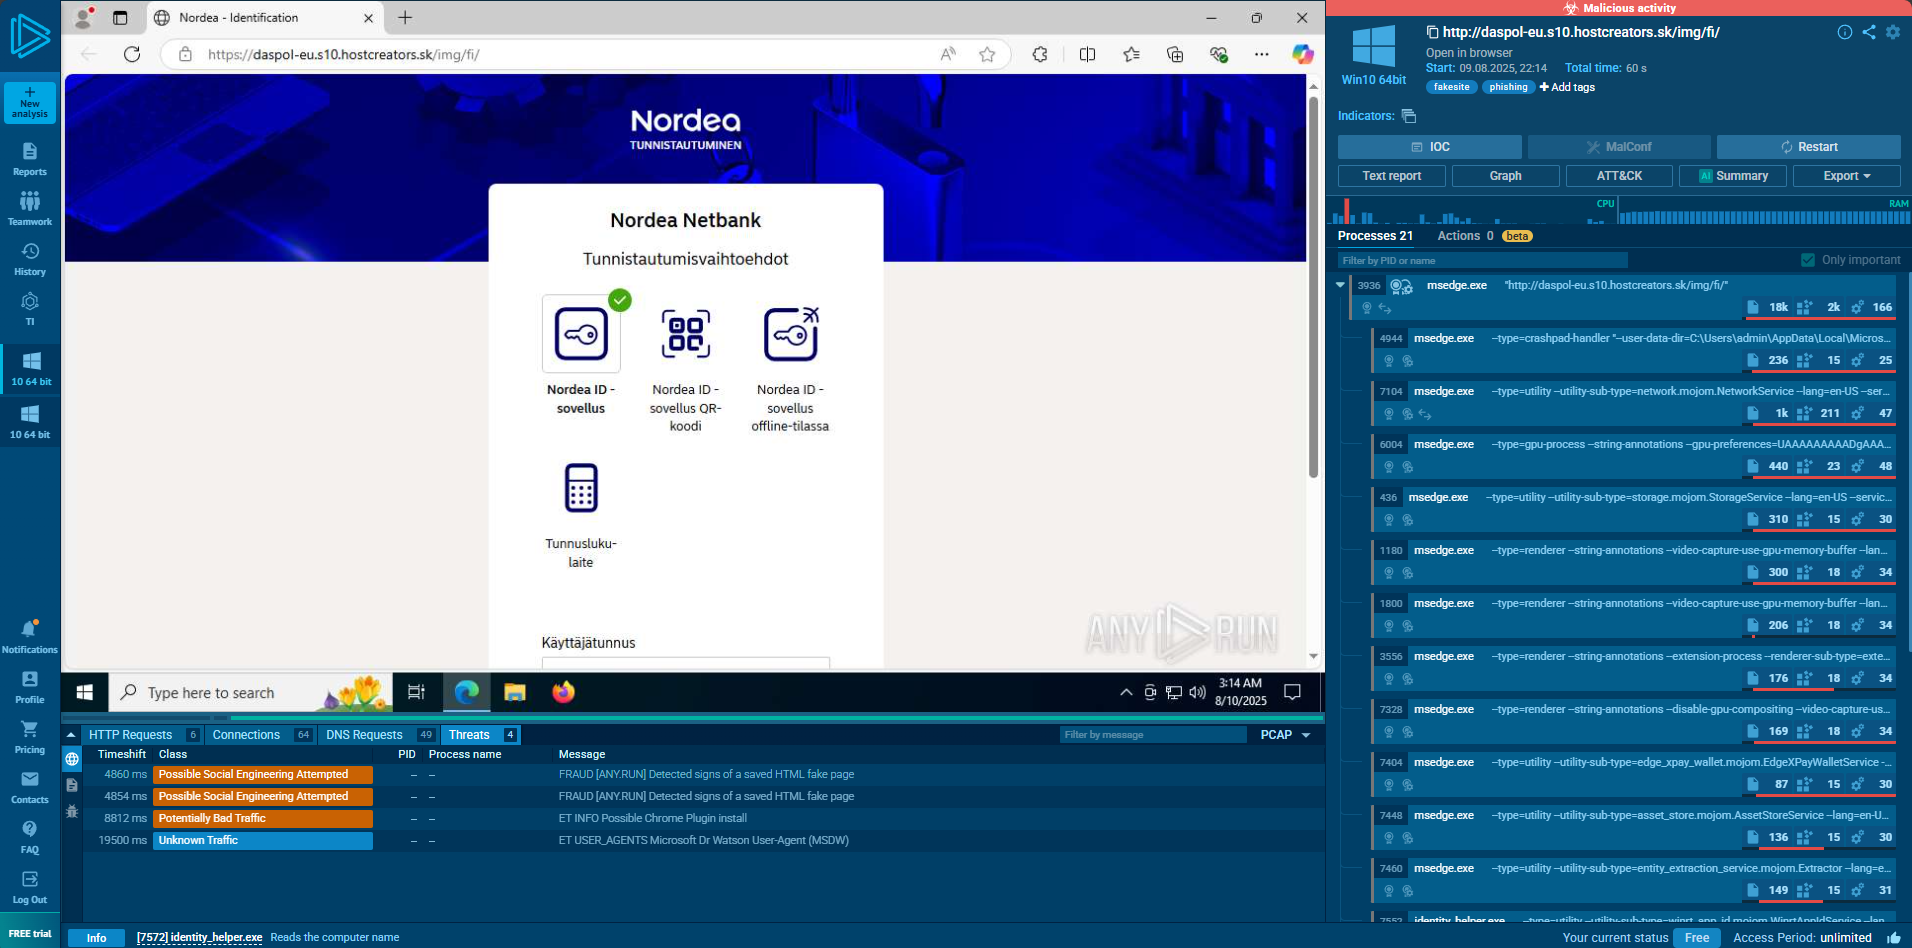 Nordea - Identification
https://daspol-eu.s10.hostcreators.sk/img/fi/
Nordea
TUNNISTAUTUMINEN
Nordea Netbank
Tunnistautumisvaihtoehdot
Nordea ID -
sovellus
Nordea ID -
sovellus QR-
koodi
Nordea ID -
sovellus
offline-tilassa
Tunnusluku-
laite
Käyttäjätunnus
ANY RUN
Type here to search
3:14 AM
8/10/2025
New
analysis
Reports
Teamwork
History
TI
10 64 bit
10 64 bit
Notifications
Profile
Pricing
Contacts
FAQ
Log Out
FREE trial
HTTP Requests 6
Connections 64
DNS Requests 49
Threats 4
Filter by message
PCAP
Timeshift Class PID Process name Message
4860 ms Possible Social Engineering Attempted – – FRAUD [ANY.RUN] Detected signs of a saved HTML fake page
4854 ms Possible Social Engineering Attempted – – FRAUD [ANY.RUN] Detected signs of a saved HTML fake page
8812 ms Potentially Bad Traffic – – ET INFO Possible Chrome Plugin install
19500 ms Unknown Traffic – – ET USER_AGENTS Microsoft Dr Watson User-Agent (MSDW)
Info
[7572] identity_helper.exe Reads the computer name
Malicious activity
Win10 64bit
http://daspol-eu.s10.hostcreators.sk/img/fi/
Open in browser
Start: 09.08.2025, 22:14 Total time: 60 s
fakesite phishing Add tags
Indicators:
IOC MalConf Restart
Text report Graph ATT&CK AI Summary Export
CPU RAM
Processes 21 Actions 0 beta
Filter by PID or name Only important
3936 msedge.exe "http://daspol-eu.s10.hostcreators.sk/img/fi/"
18k 2k 166
4944 msedge.exe --type=crashpad-handler "--user-data-dir=C:\Users\admin\AppData\Local\Micros...
236 15 25
7104 msedge.exe --type=utility --utility-sub-type=network.mojom.NetworkService --lang=en-US --ser...
1k 211 47
6004 msedge.exe --type=gpu-process --string-annotations --gpu-preferences=UAAAAAAAAADgAAA...
440 23 48
436 msedge.exe --type=utility --utility-sub-type=storage.mojom.StorageService --lang=en-US --servic...
310 15 30
1180 msedge.exe --type=renderer --string-annotations --video-capture-use-gpu-memory-buffer --lan...
300 18 34
1800 msedge.exe --type=renderer --string-annotations --video-capture-use-gpu-memory-buffer --lan...
206 18 34
3556 msedge.exe --type=renderer --string-annotations --extension-process --renderer-sub-type=exte...
176 18 34
7328 msedge.exe --type=renderer --string-annotations --disable-gpu-compositing --video-capture-us...
169 18 34
7404 msedge.exe --type=utility --utility-sub-type=edge_xpay_wallet.mojom.EdgeXPayWalletService -...
87 15 30
7448 msedge.exe --type=utility --utility-sub-type=asset_store.mojom.AssetStoreService --lang=en-U...
136 15 30
7460 msedge.exe --type=utility --utility-sub-type=entity_extraction_service.mojom.Extractor --lang=e...
149 15 31
7552 identity_helper.exe --type=utility --utility-sub-type=winrt_app_id.mojom.WinrtAppIdService --lan...
Your current status Free Access Period: unlimited